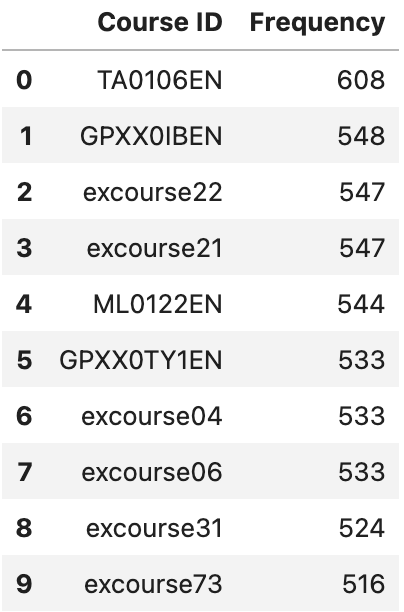 Course ID Frequency
0 TA0106EN 608
1 GPXX0IBEN 548
2 excourse22 547
3 excourse21 547
4 ML0122EN 544
5 GPXX0TY1EN 533
6 excourse04 533
7 excourse06 533
8 excourse31 524
9 excourse73 516